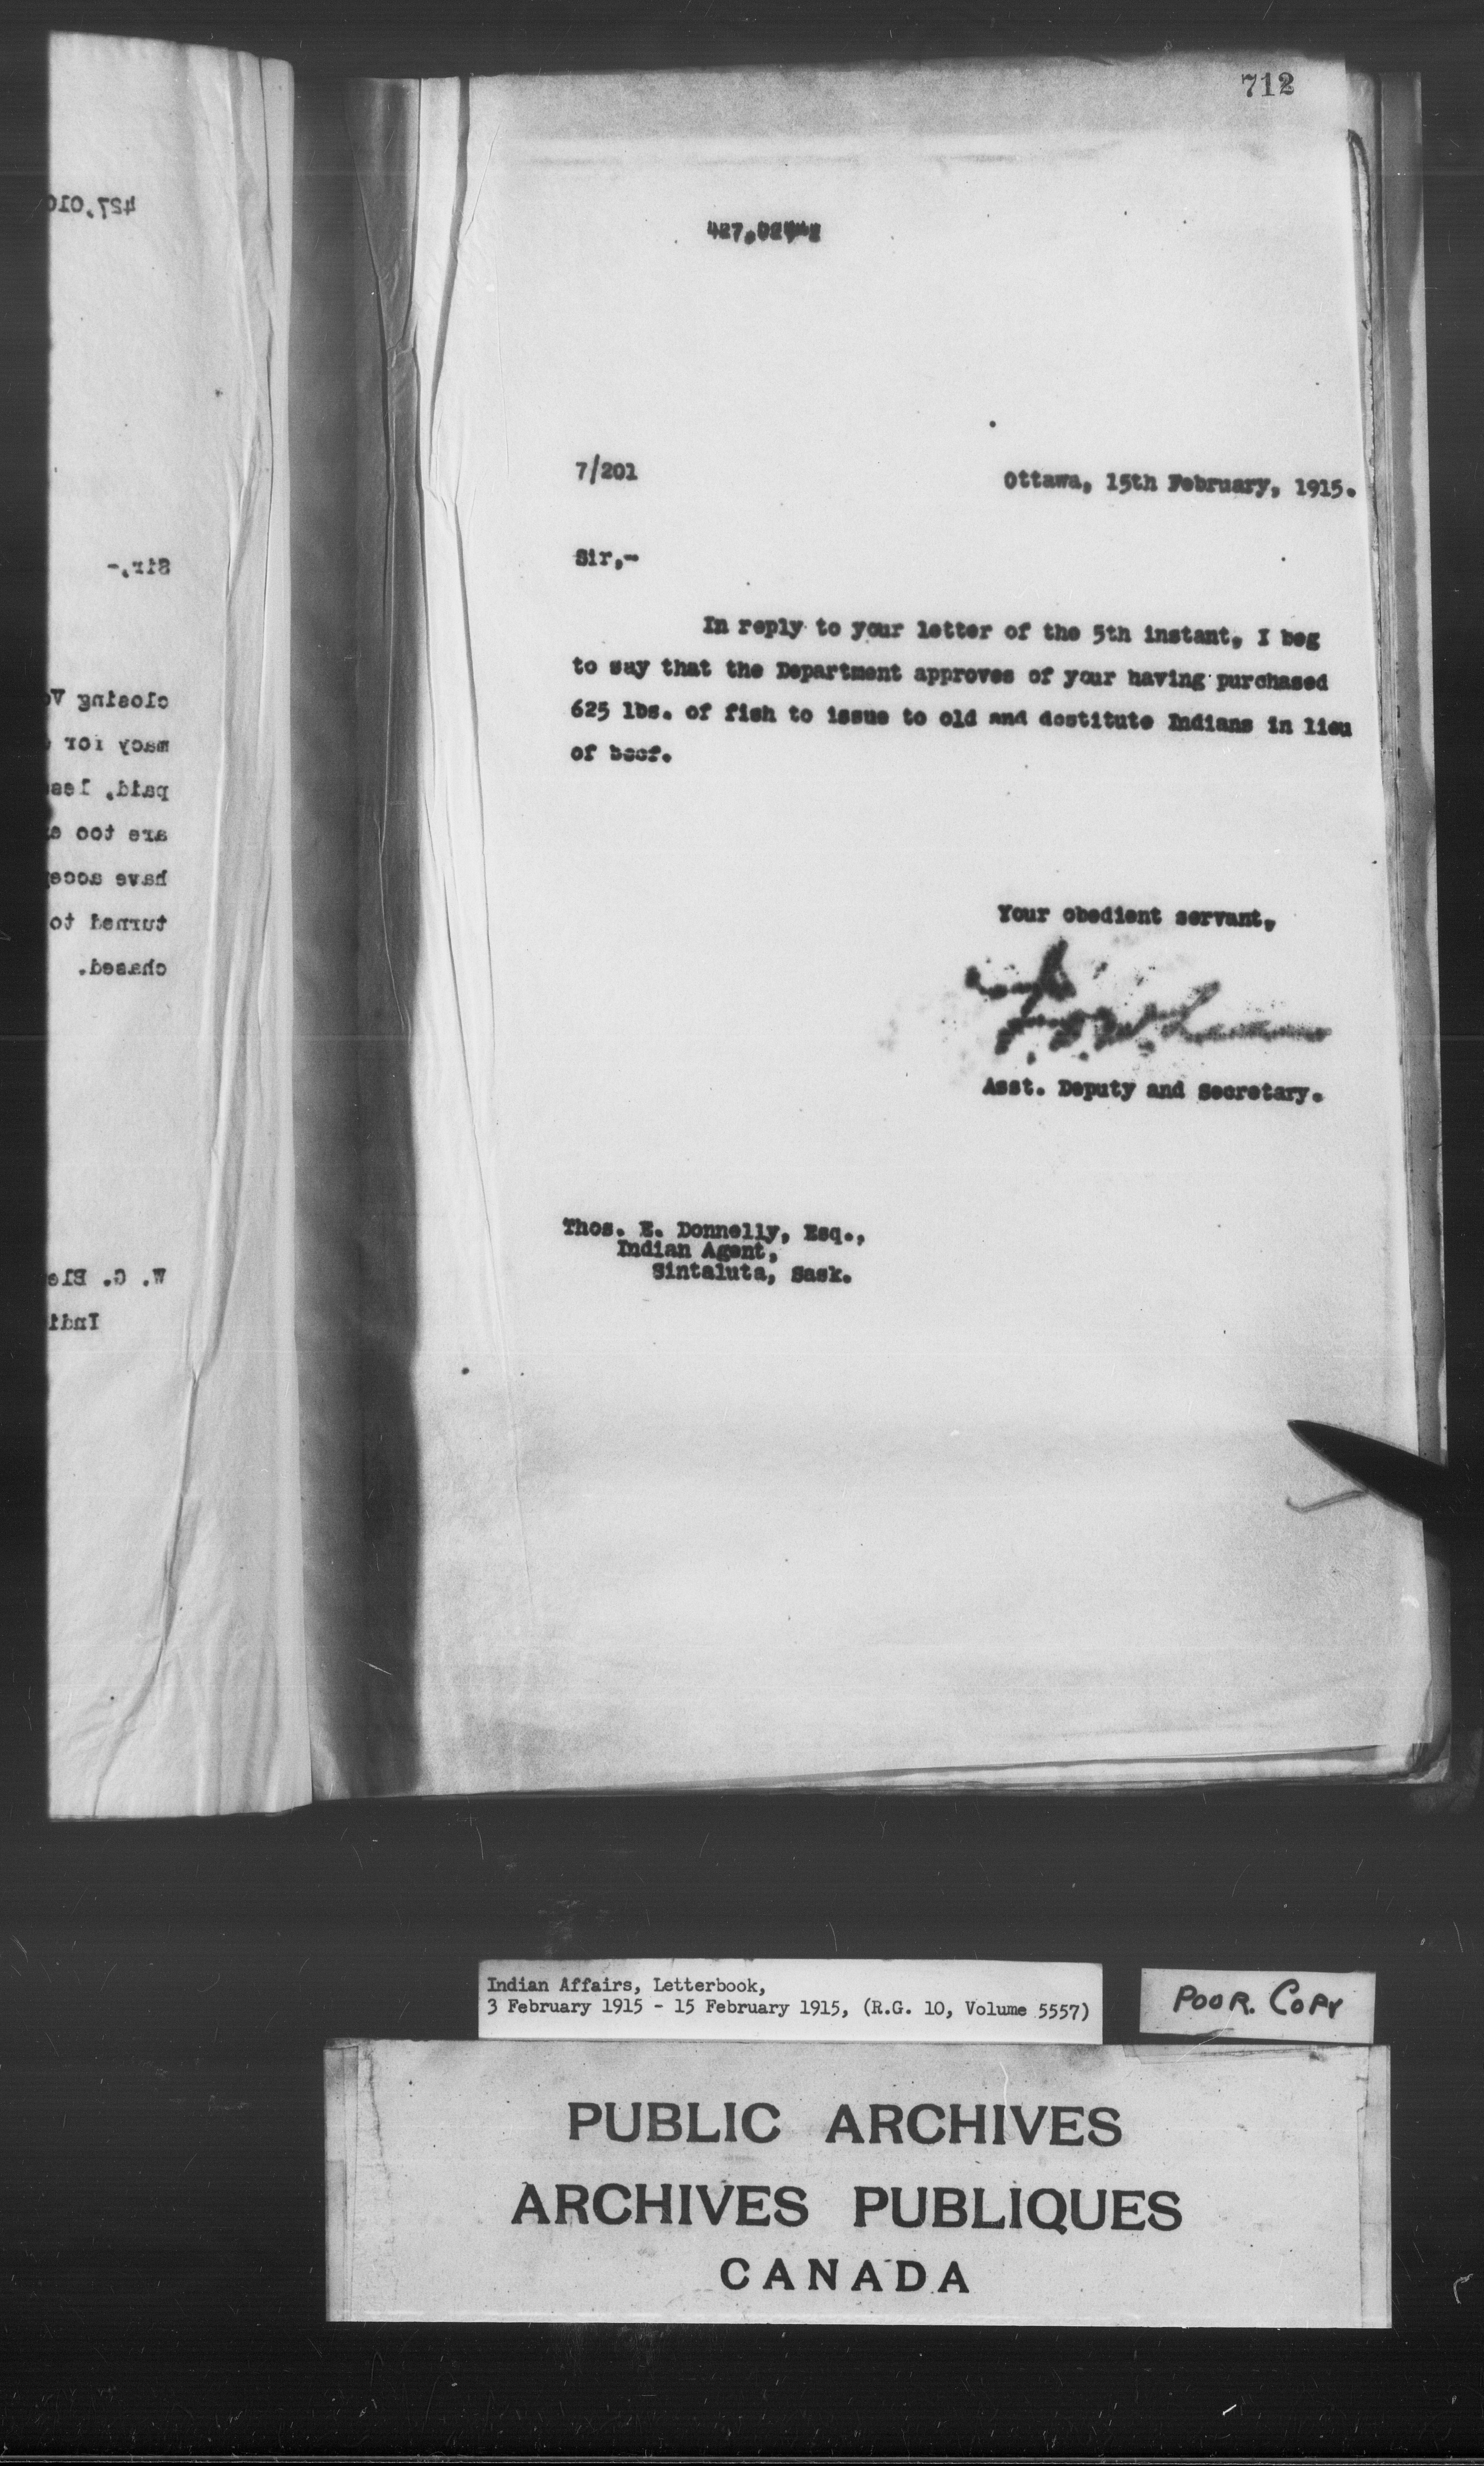 712
7/201
Ottawa, 15th February, 1915.
Sir,-
In reply to your letter of the 5th instant, I beg
to say that the Department approves of your having purchased
625 lbs. of fish to issue to old and destitute Indians in lieu
of beef.
Your obedient servant,
Asst. Deputy and Secretary.
Thos. E. Donnelly, Esq.,
Indian Agent,
Sintaluta, Sask.
Indian Affairs, Letterbook,
3 February 1915 - 15 February 1915, (R.G. 10, Volume 5557)
POOR. COPY
PUBLIC ARCHIVES
ARCHIVES PUBLIQUES
CANADA